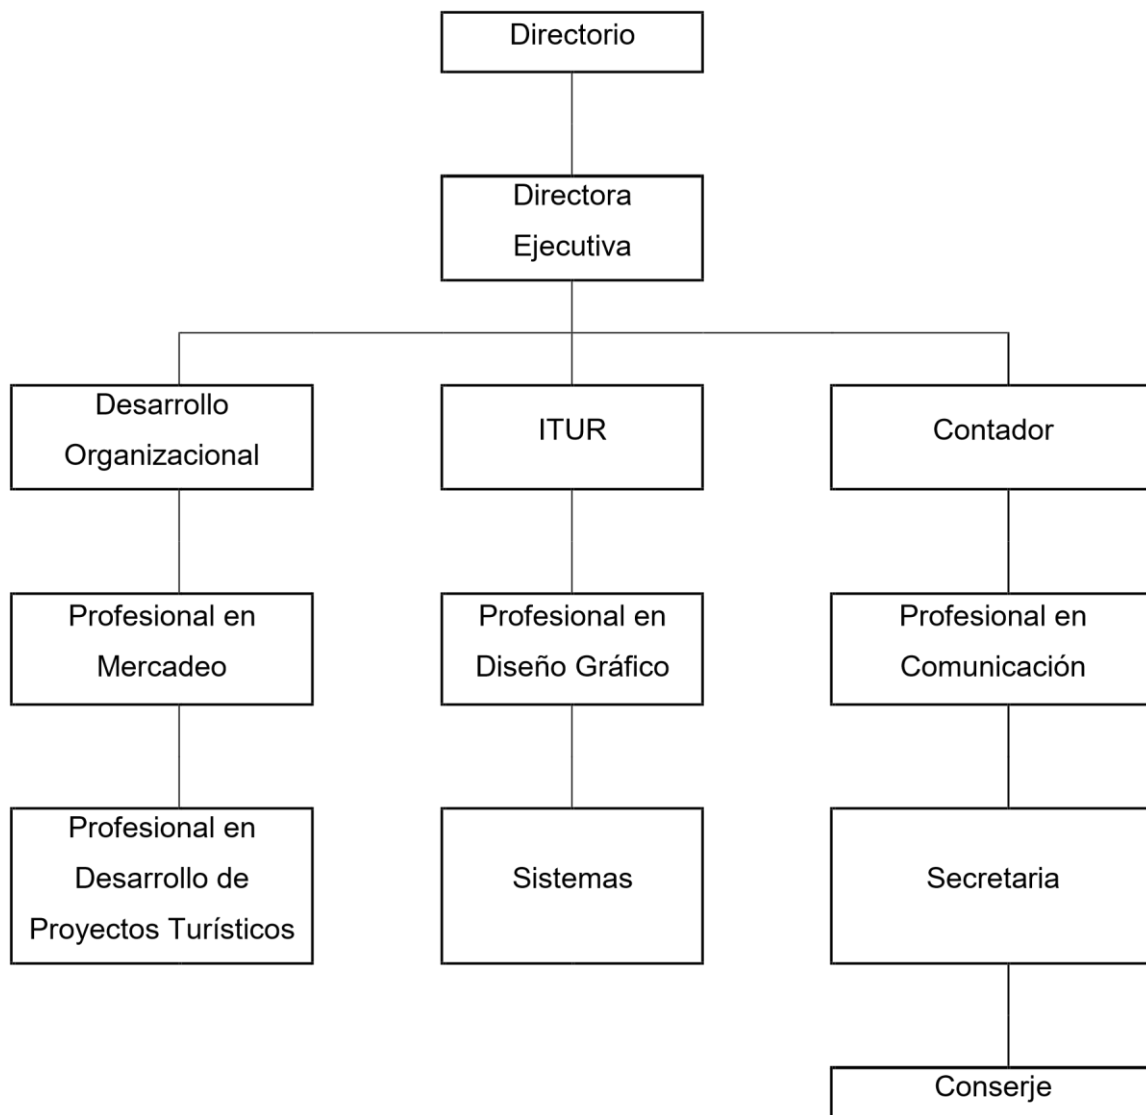 Directorio
Directora
Ejecutiva
Desarrollo
Organizacional
ITUR
Contador
Profesional en
Mercadeo
Profesional en
Diseño Gráfico
Profesional en
Comunicación
Profesional en
Desarrollo de
Proyectos Turísticos
Sistemas
Secretaria
Conserje